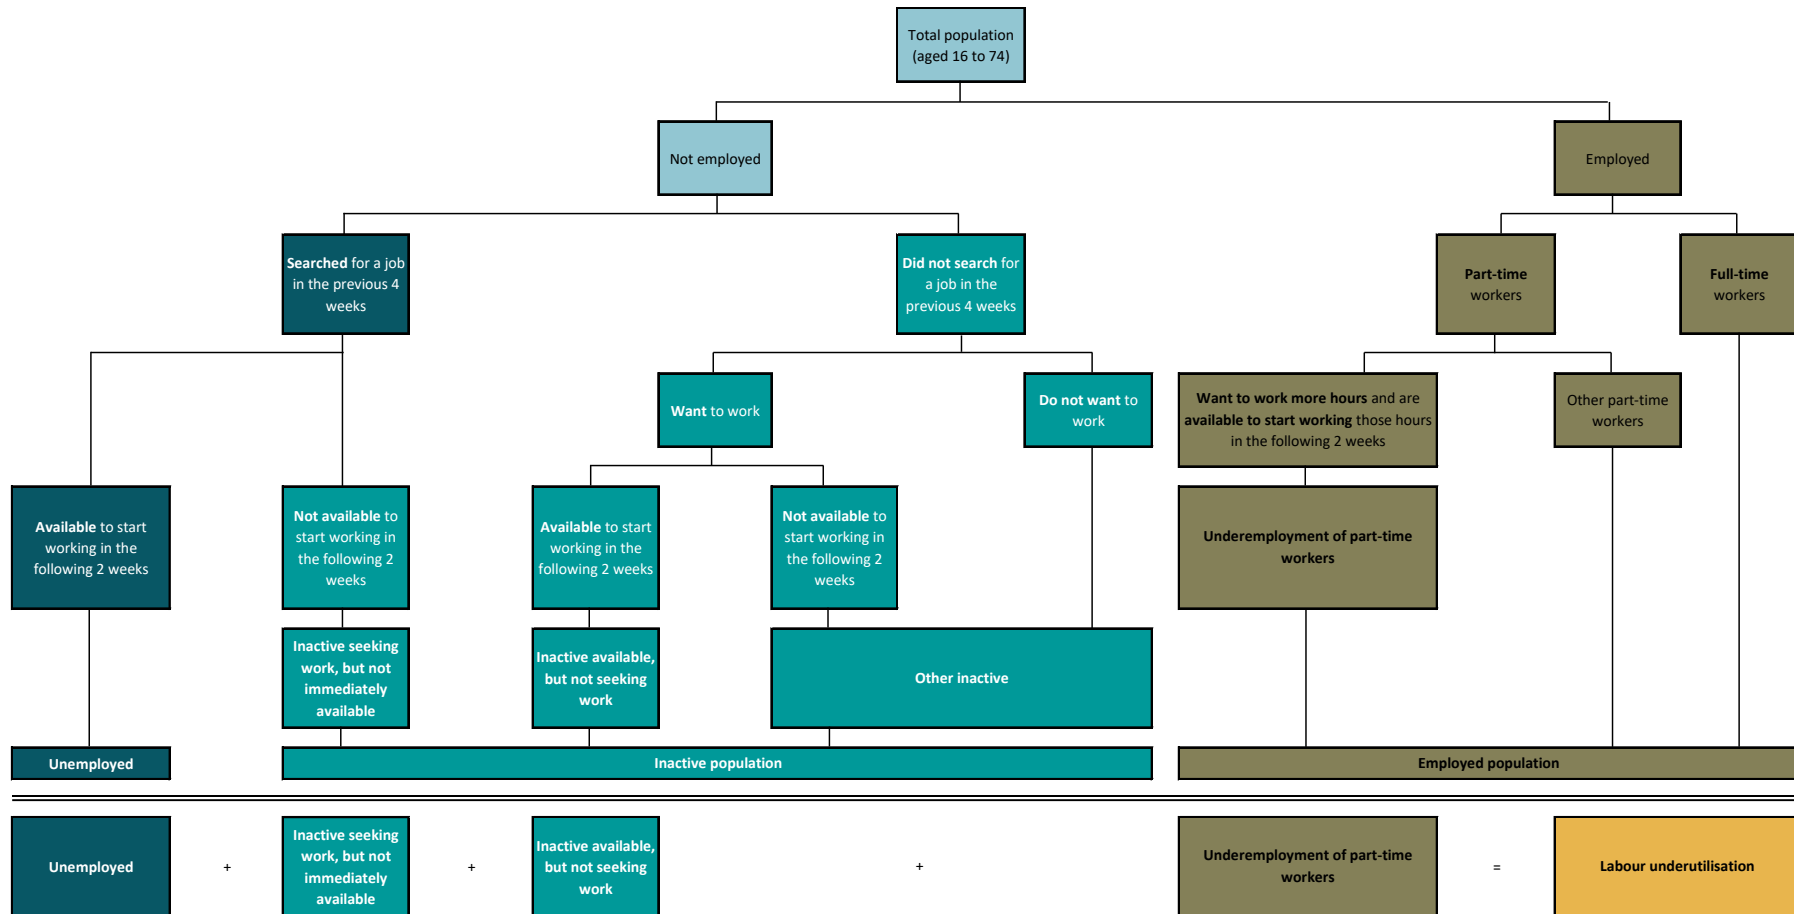 Total population
(aged 16 to 74)
Not employed
Employed
Searched for a job
in the previous 4
weeks
Did not search for
a job in the
previous 4 weeks
Part-time
workers
Full-time
workers
Want to work
Do not want to
work
Want to work more hours and are
available to start working those hours
in the following 2 weeks
Other part-time
workers
Available to start
working in the
following 2 weeks
Not available to
start working in
the following 2
weeks
Available to start
working in the
following 2 weeks
Not available to
start working in
the following 2
weeks
Underemployment of part-time
workers
Inactive seeking
work, but not
immediately
available
Inactive available,
but not seeking
work
Other inactive
Unemployed
Inactive population
Employed population
Unemployed
+
Inactive seeking
work, but not
immediately
available
+
Inactive available,
but not seeking
work
+
Underemployment of part-time
workers
=
Labour underutilisation